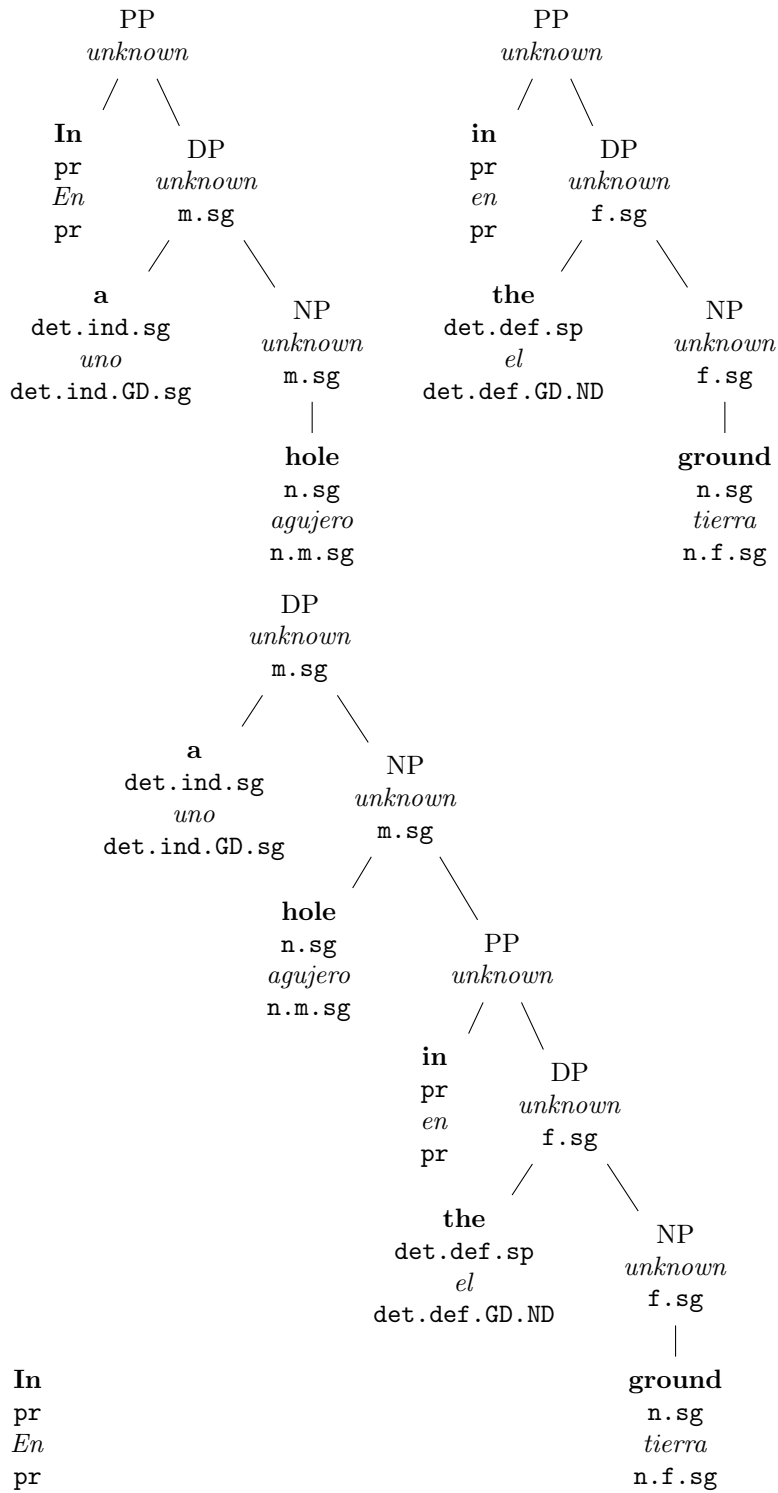 PP
unknown
In
pr
En
pr
DP
unknown
m.sg
a
det.ind.sg
uno
det.ind.GD.sg
NP
unknown
m.sg
hole
n.sg
agujero
n.m.sg
PP
unknown
in
pr
en
pr
DP
unknown
f.sg
the
det.def.sp
el
det.def.GD.ND
NP
unknown
f.sg
ground
n.sg
tierra
n.f.sg
In
pr
En
pr
DP
unknown
m.sg
a
det.ind.sg
uno
det.ind.GD.sg
NP
unknown
m.sg
hole
n.sg
agujero
n.m.sg
PP
unknown
in
pr
en
pr
DP
unknown
f.sg
the
det.def.sp
el
det.def.GD.ND
NP
unknown
f.sg
ground
n.sg
tierra
n.f.sg